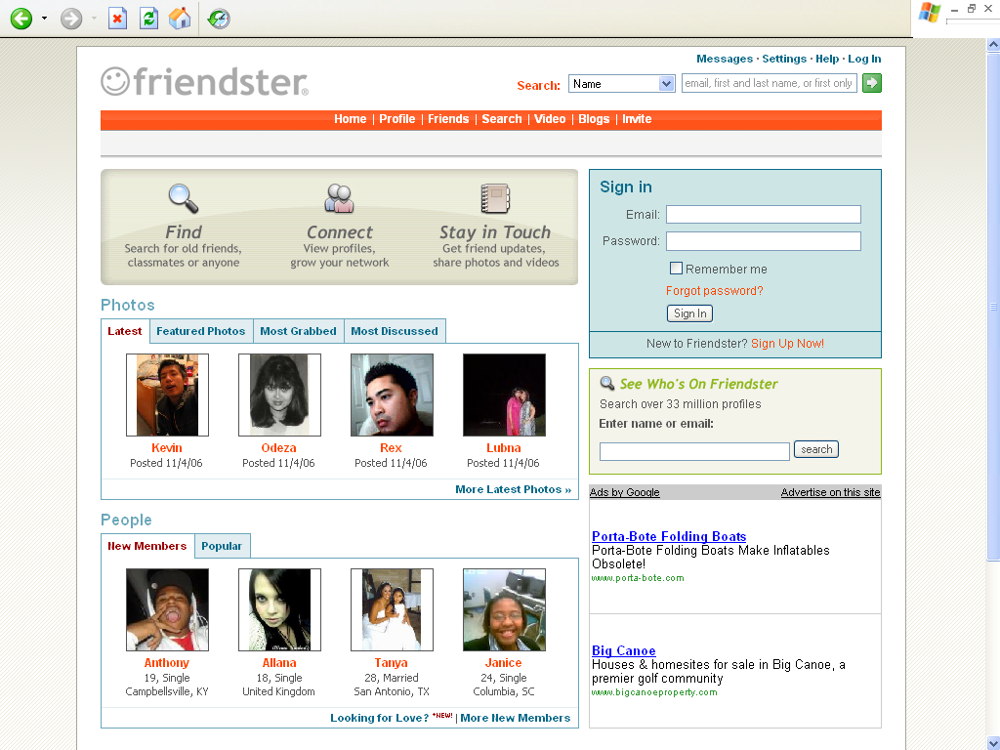 Messages · Settings · Help · Log In
friendster®
Search: Name email, first and last name, or first only
Home | Profile | Friends | Search | Video | Blogs | Invite
Find
Search for old friends,
classmates or anyone
Connect
View profiles,
grow your network
Stay in Touch
Get friend updates,
share photos and videos
Sign in
Email:
Password:
Remember me
Forgot password?
Sign In
New to Friendster? Sign Up Now!
Photos
Latest Featured Photos Most Grabbed Most Discussed
Kevin
Posted 11/4/06
Odeza
Posted 11/4/06
Rex
Posted 11/4/06
Lubna
Posted 11/4/06
More Latest Photos »
See Who's On Friendster
Search over 33 million profiles
Enter name or email:
search
People
New Members Popular
Anthony
19, Single
Campbellsville, KY
Allana
18, Single
United Kingdom
Tanya
28, Married
San Antonio, TX
Janice
24, Single
Columbia, SC
Looking for Love? *NEW! | More New Members
Ads by Google Advertise on this site
Porta-Bote Folding Boats
Porta-Bote Folding Boats Make Inflatables
Obsolete!
www.porta-bote.com
Big Canoe
Houses & homesites for sale in Big Canoe, a
premier golf community
www.bigcanoeproperty.com